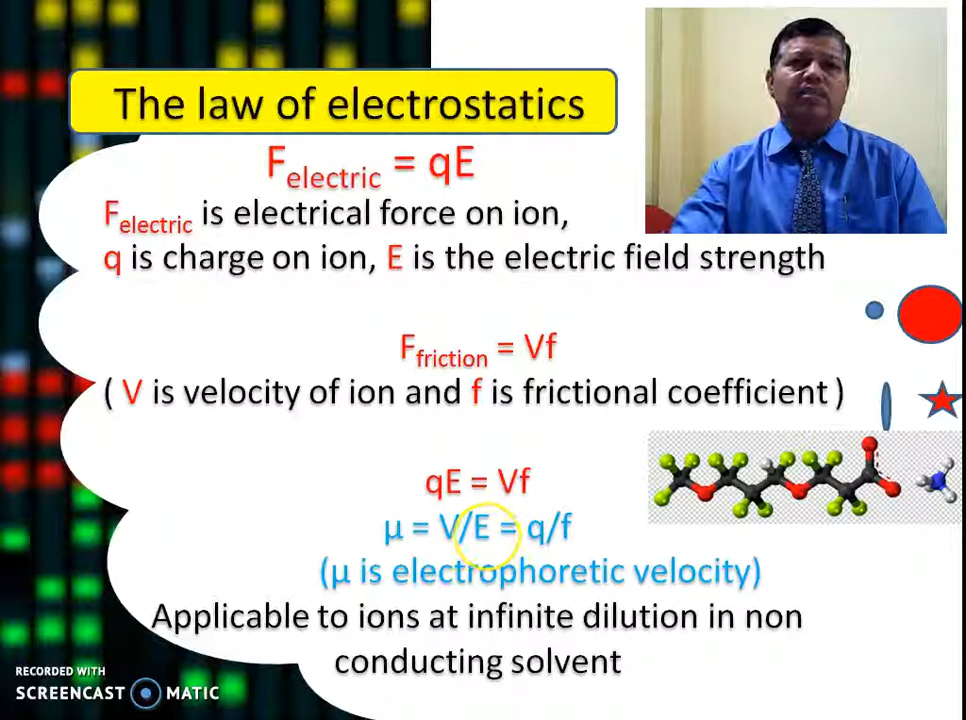 The law of electrostatics
Felectric = qE
Felectric is electrical force on ion,
q is charge on ion, E is the electric field strength
Ffriction = Vf
( V is velocity of ion and f is frictional coefficient )
qE = Vf
μ = V/E = q/f
(μ is electrophoretic velocity)
Applicable to ions at infinite dilution in non
conducting solvent
RECORDED WITH
SCREENCAST MATIC